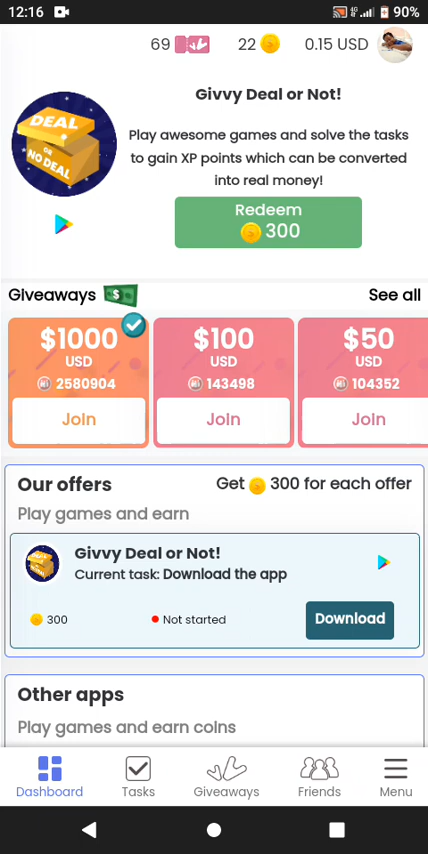 12:16
4G
90%
69
22
0.15 USD
Givvy Deal or Not!
DEAL
OR
NO DEAL
Play awesome games and solve the tasks
to gain XP points which can be converted
into real money!
Redeem
300
Giveaways
$
See all
$1000
USD
2580904
Join
$100
USD
143498
Join
$50
USD
104352
Join
Our offers
Get 300 for each offer
Play games and earn
Givvy Deal or Not!
Current task: Download the app
300
Not started
Download
Other apps
Play games and earn coins
Dashboard
Tasks
Giveaways
Friends
Menu